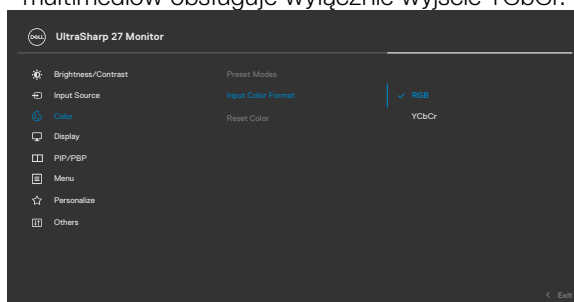 multimediów obsługuje wyłącznie wyjście YCbCr.
DELL UltraSharp 27 Monitor
Brightness/Contrast Preset Modes
Input Source Input Color Format ✓ RGB
Color Reset Color YCbCr
Display
PIP/PBP
Menu
Personalize
Others
< Exit